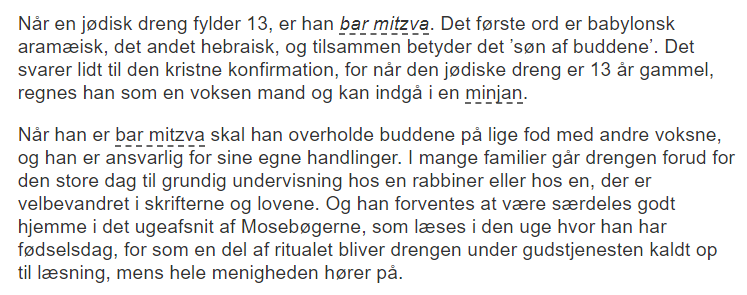 Når en jødisk dreng fylder 13, er han bar mitzva. Det første ord er babylonsk
aramæisk, det andet hebraisk, og tilsammen betyder det ’søn af buddene’. Det
svarer lidt til den kristne konfirmation, for når den jødiske dreng er 13 år gammel,
regnes han som en voksen mand og kan indgå i en minjan.
Når han er bar mitzva skal han overholde buddene på lige fod med andre voksne,
og han er ansvarlig for sine egne handlinger. I mange familier går drengen forud for
den store dag til grundig undervisning hos en rabbiner eller hos en, der er
velbevandret i skrifterne og lovene. Og han forventes at være særdeles godt
hjemme i det ugeafsnit af Mosebøgerne, som læses i den uge hvor han har
fødselsdag, for som en del af ritualet bliver drengen under gudstjenesten kaldt op
til læsning, mens hele menigheden hører på.